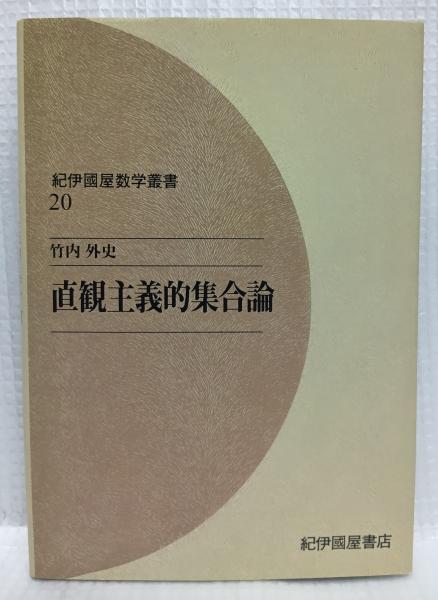 紀伊國屋数学叢書
20
竹内 外史
直観主義的集合論
紀伊國屋書店